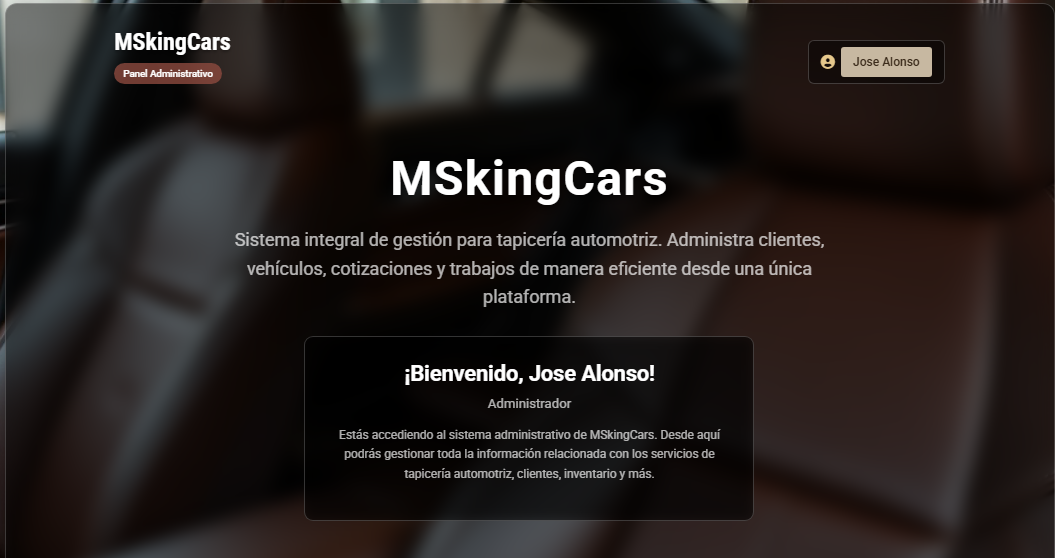 MSkingCars
Panel Administrativo
Jose Alonso
MSkingCars
Sistema integral de gestión para tapicería automotriz. Administra clientes,
vehículos, cotizaciones y trabajos de manera eficiente desde una única
plataforma.
¡Bienvenido, Jose Alonso!
Administrador
Estás accediendo al sistema administrativo de MSkingCars. Desde aquí
podrás gestionar toda la información relacionada con los servicios de
tapicería automotriz, clientes, inventario y más.